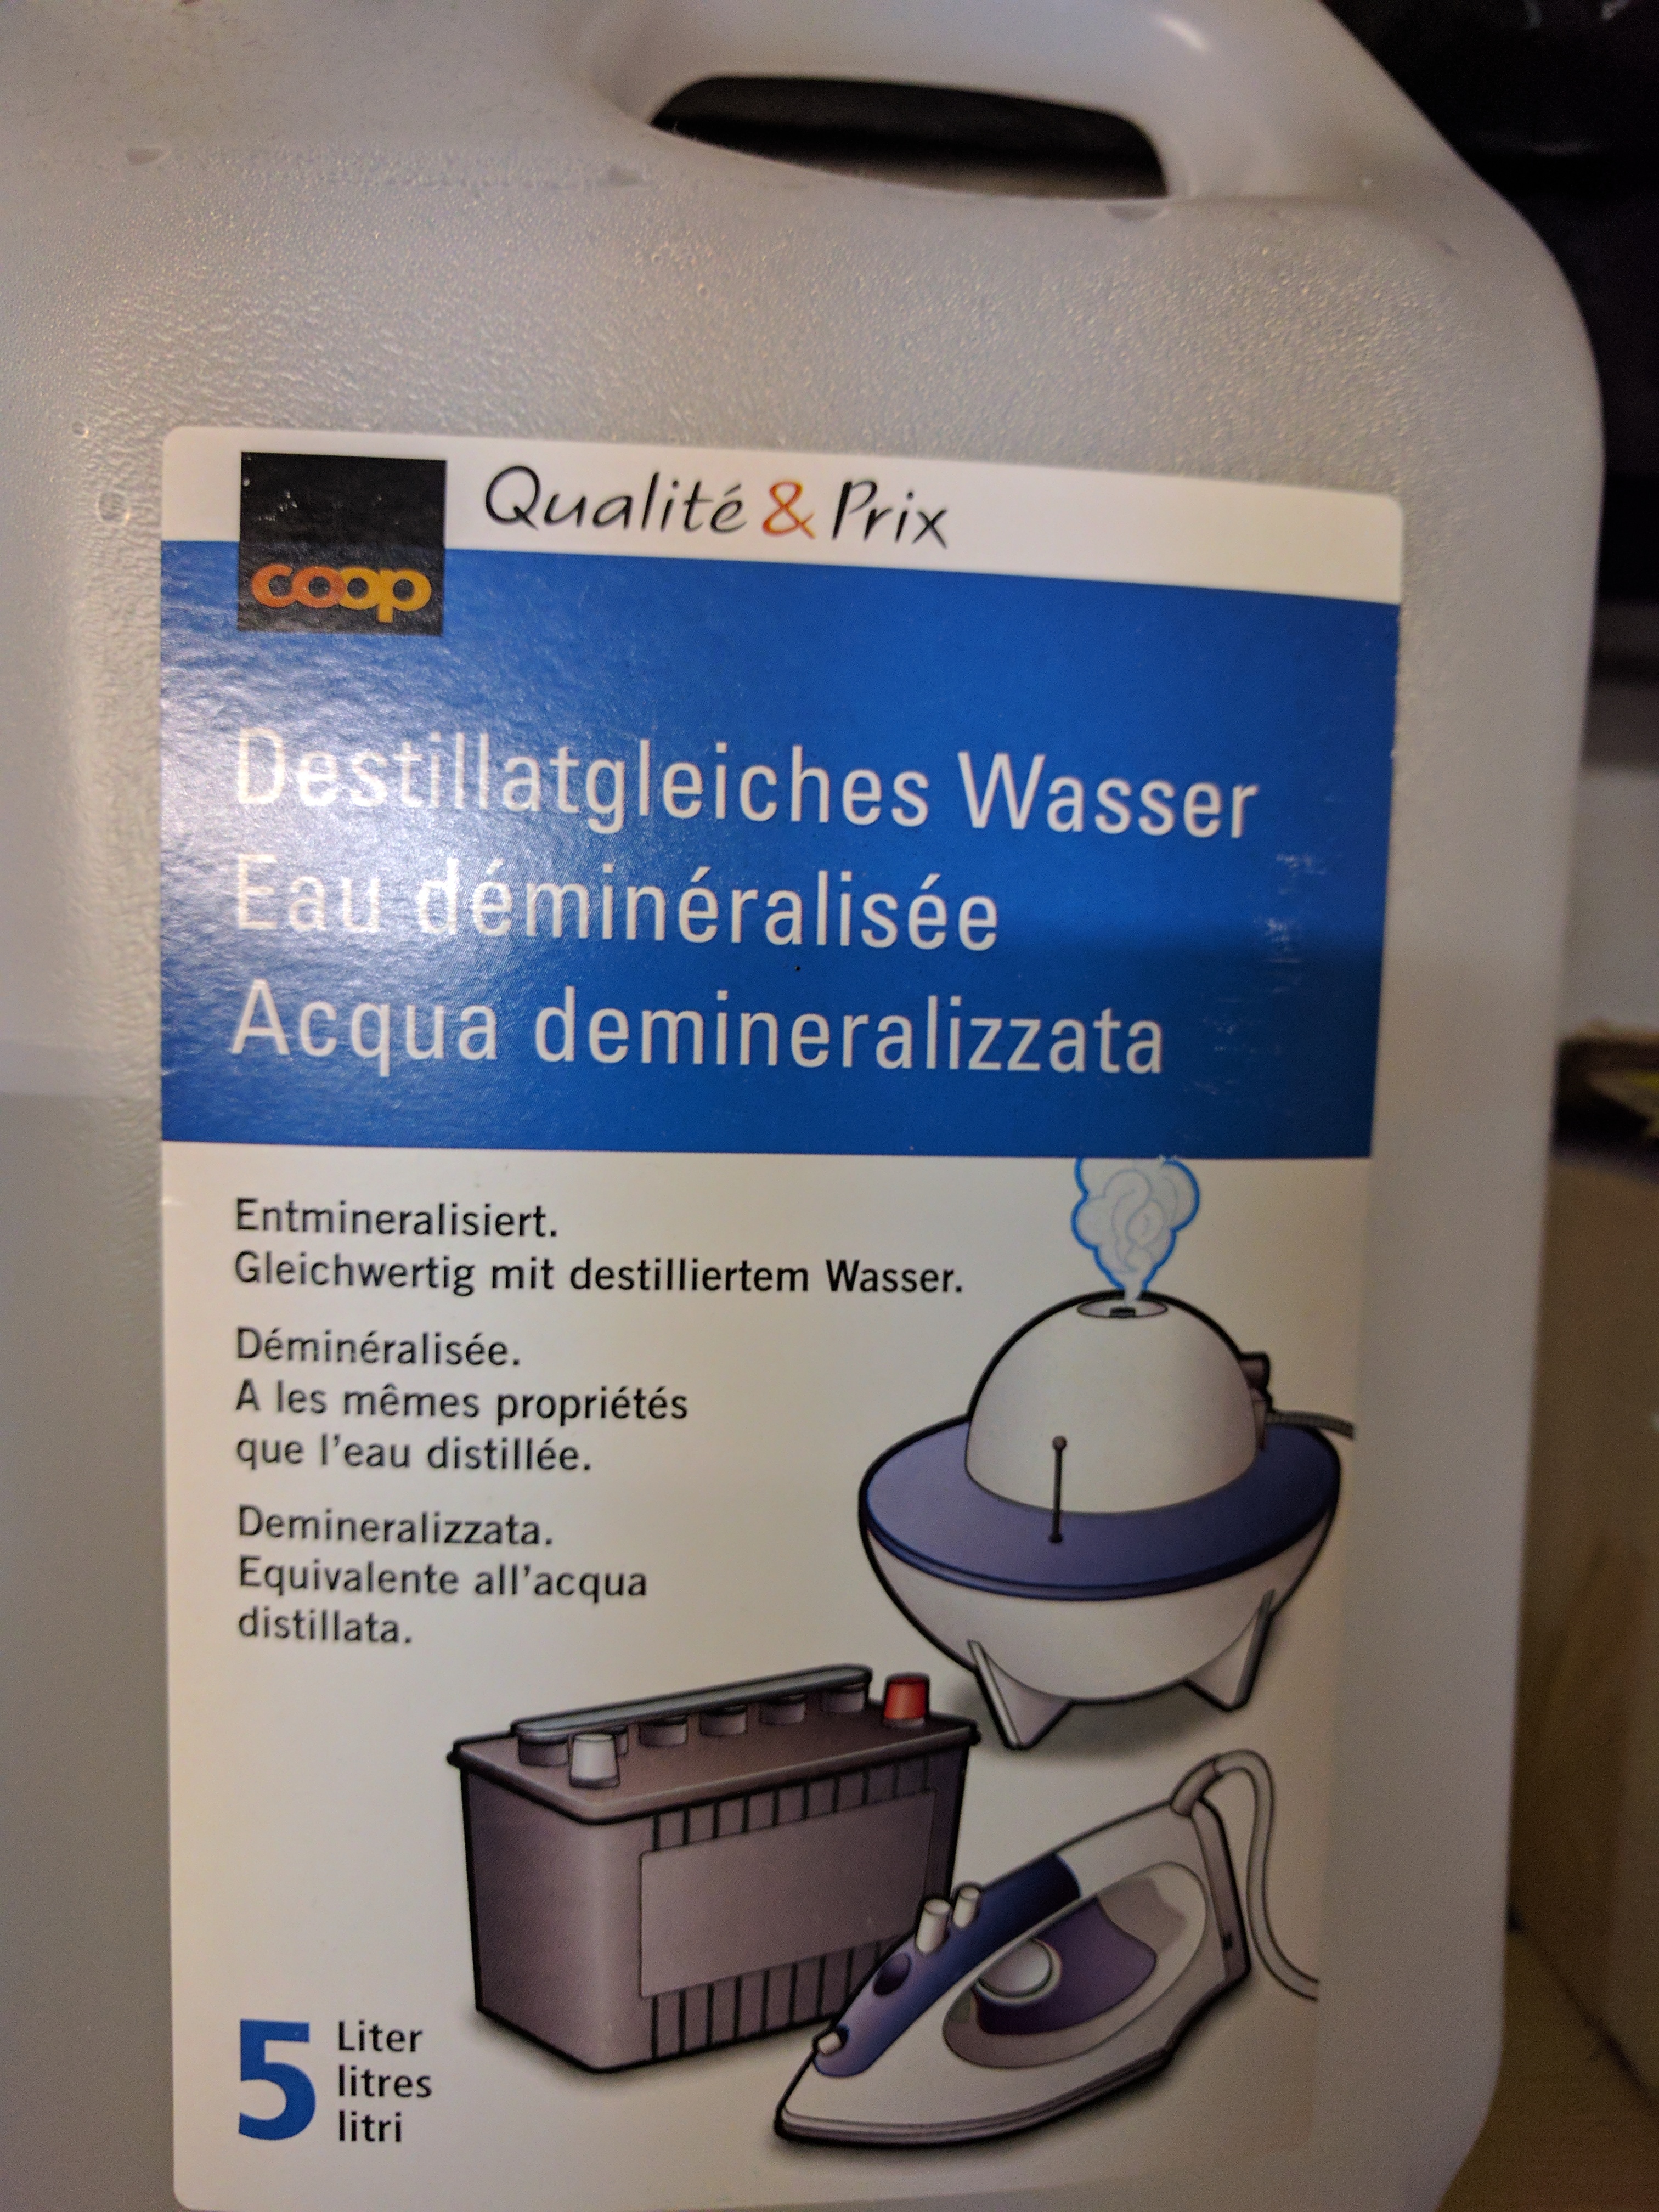 coop
Qualité & Prix
Destillatgleiches Wasser
Eau déminéralisée
Acqua demineralizzata
Entmineralisiert.
Gleichwertig mit destilliertem Wasser.
Déminéralisée.
A les mêmes propriétés
que l'eau distillée.
Demineralizzata.
Equivalente all'acqua
distillata.
5 Liter
litres
litri